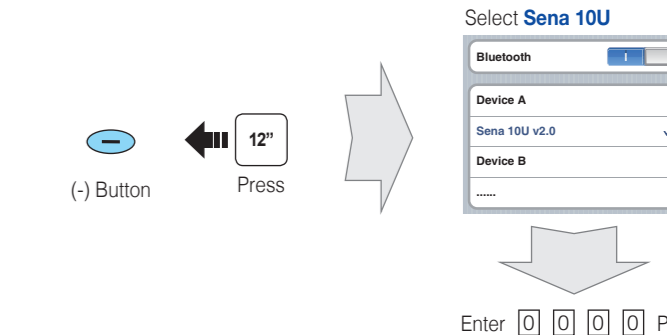 Select Sena 10U
Bluetooth
Device A
Sena 10U v2.0
Device B
......
12”
(-) Button
Press
Enter 0 0 0 0